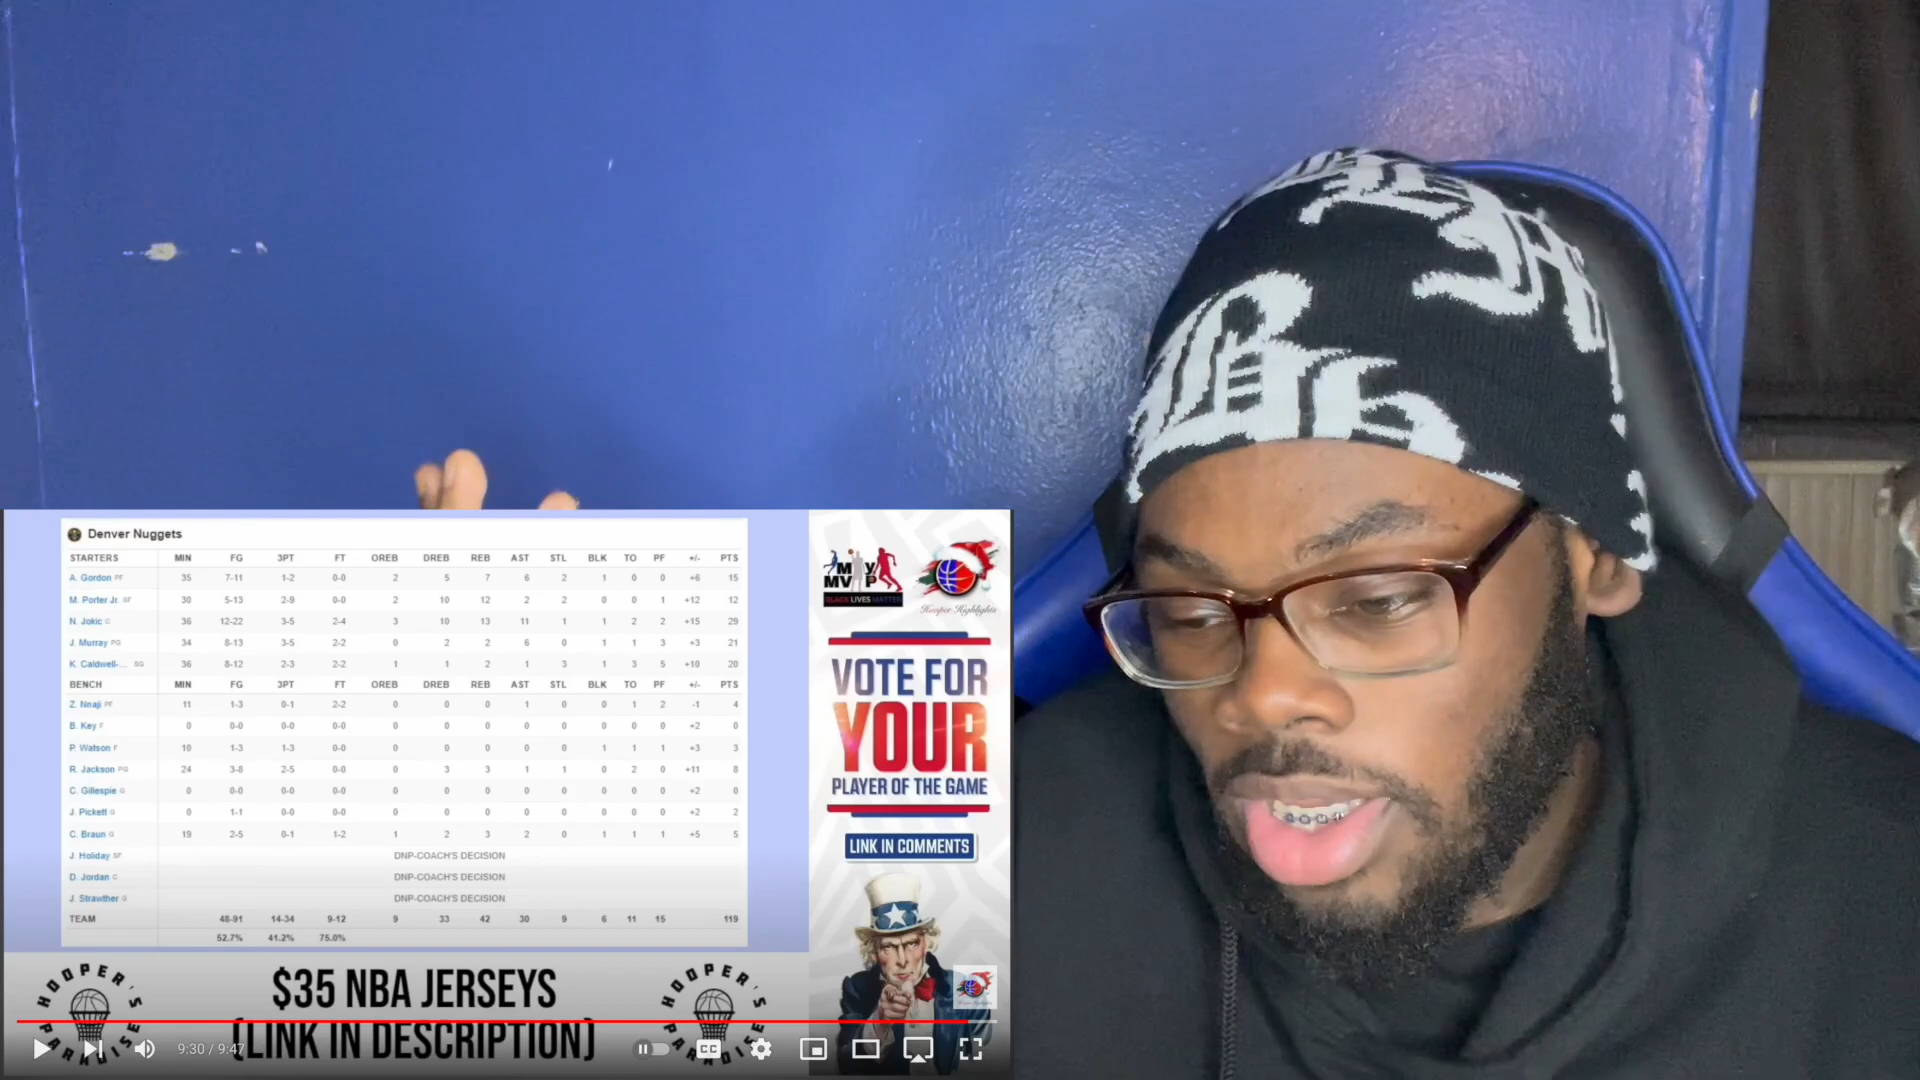 Denver Nuggets
STARTERS MIN FG 3PT FT OREB DREB REB AST STL BLK TO PF +/- PTS
A. Gordon PF 35 7-11 1-2 0-0 2 5 7 6 2 1 0 0 +6 15
M. Porter Jr. SF 30 5-13 2-9 0-0 2 10 12 2 2 0 0 1 +12 12
N. Jokic C 36 12-22 3-5 2-4 3 10 13 11 1 1 2 2 +15 29
J. Murray PG 34 8-13 3-5 2-2 0 2 2 6 0 1 1 3 +3 21
K. Caldwell-... SG 36 8-12 2-3 2-2 1 1 2 1 3 1 3 5 +10 20
BENCH MIN FG 3PT FT OREB DREB REB AST STL BLK TO PF +/- PTS
Z. Nnaji PF 11 1-3 0-1 2-2 0 0 0 1 0 0 1 2 -1 4
B. Key F 0 0-0 0-0 0-0 0 0 0 0 0 0 0 0 +2 0
P. Watson F 10 1-3 1-3 0-0 0 0 0 0 0 1 1 1 +3 3
R. Jackson PG 24 3-8 2-5 0-0 0 3 3 1 1 0 2 0 +11 8
C. Gillespie G 0 0-0 0-0 0-0 0 0 0 0 0 0 0 0 +2 0
J. Pickett G 0 1-1 0-0 0-0 0 0 0 0 0 0 0 0 +2 2
C. Braun G 19 2-5 0-1 1-2 1 2 3 2 0 1 1 1 +5 5
J. Holiday SF DNP-COACH'S DECISION
D. Jordan C DNP-COACH'S DECISION
J. Strawther G DNP-COACH'S DECISION
TEAM 48-91 14-34 9-12 9 33 42 30 9 6 11 15 119
52.7% 41.2% 75.0%
My
MVP
BLACK LIVES MATTER
Hooper Highlights
VOTE FOR
YOUR
PLAYER OF THE GAME
LINK IN COMMENTS
HOOPER'S
PARADISE
$35 NBA JERSEYS
(LINK IN DESCRIPTION)
HOOPER'S
PARADISE
9:30 / 9:47
CC